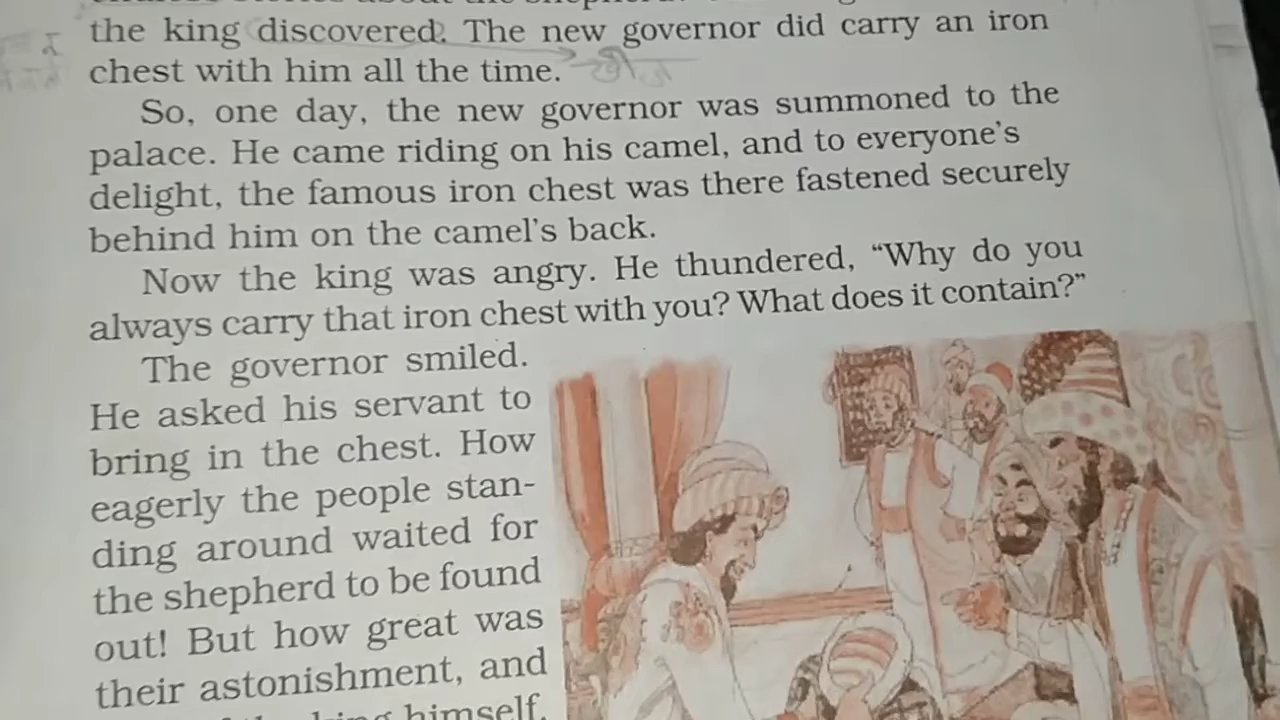 the king discovered. The new governor did carry an iron
chest with him all the time.
So, one day, the new governor was summoned to the
palace. He came riding on his camel, and to everyone's
delight, the famous iron chest was there fastened securely
behind him on the camel's back.
Now the king was angry. He thundered, “Why do you
always carry that iron chest with you? What does it contain?”
The governor smiled.
He asked his servant to
bring in the chest. How
eagerly the people stan-
ding around waited for
the shepherd to be found
out! But how great was
their astonishment, and
himself,